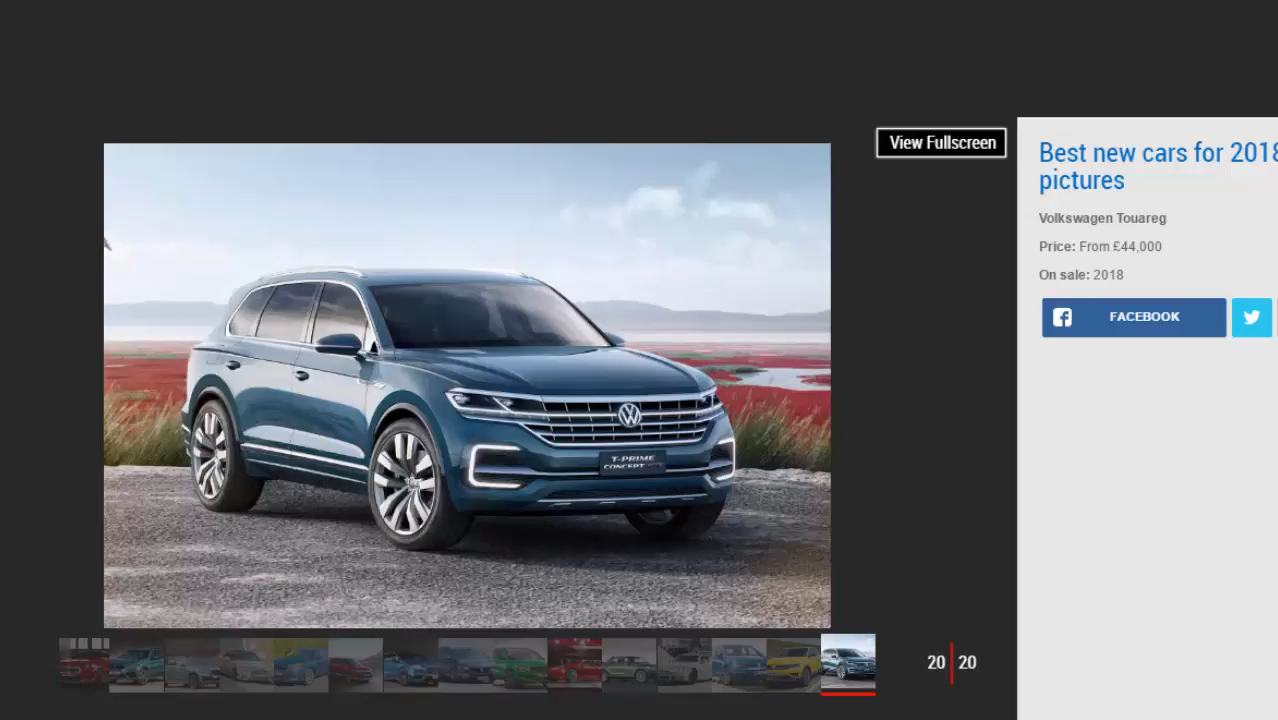 View Fullscreen
Best new cars for 2018
pictures
Volkswagen Touareg
Price: From £44,000
On sale: 2018
FACEBOOK
T-PRIME
CONCEPT
20 20